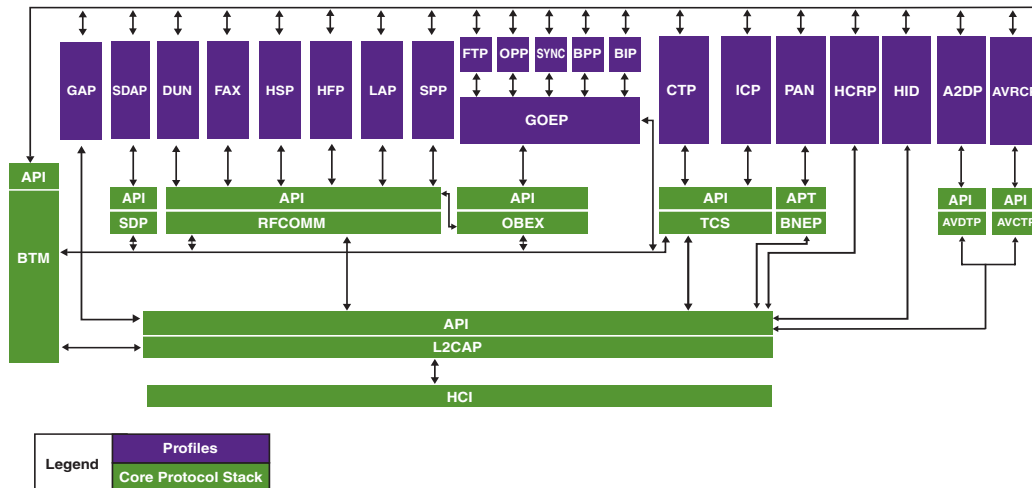 FTP OPP SYNC BPP BIP
GAP SDAP DUN FAX HSP HFP LAP SPP CTP ICP PAN HCRP HID A2DP AVRCP
GOEP
API
API API API API APT API API
SDP RFCOMM OBEX TCS BNEP AVDTP AVCTP
BTM
API
L2CAP
HCI
Legend
Profiles
Core Protocol Stack